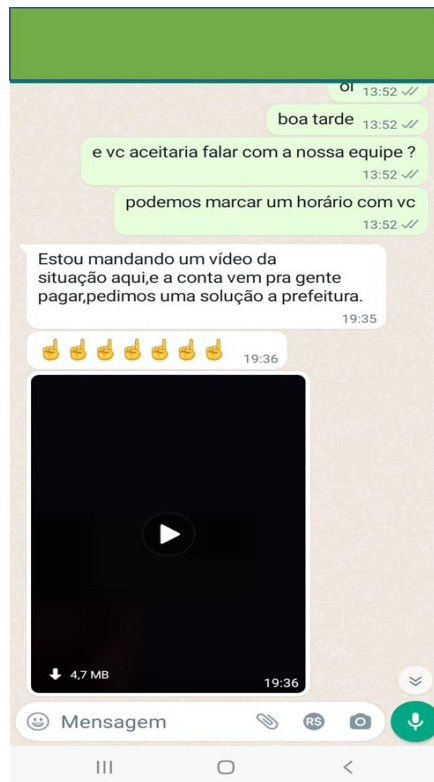 oi 13:52
boa tarde 13:52
e vc aceitaria falar com a nossa equipe ?
13:52
podemos marcar um horário com vc
13:52
Estou mandando um vídeo da
situação aqui,e a conta vem pra gente
pagar,pedimos uma solução a prefeitura.
19:35
☝☝☝☝☝☝☝ 19:36
4,7 MB 19:36
Mensagem R$